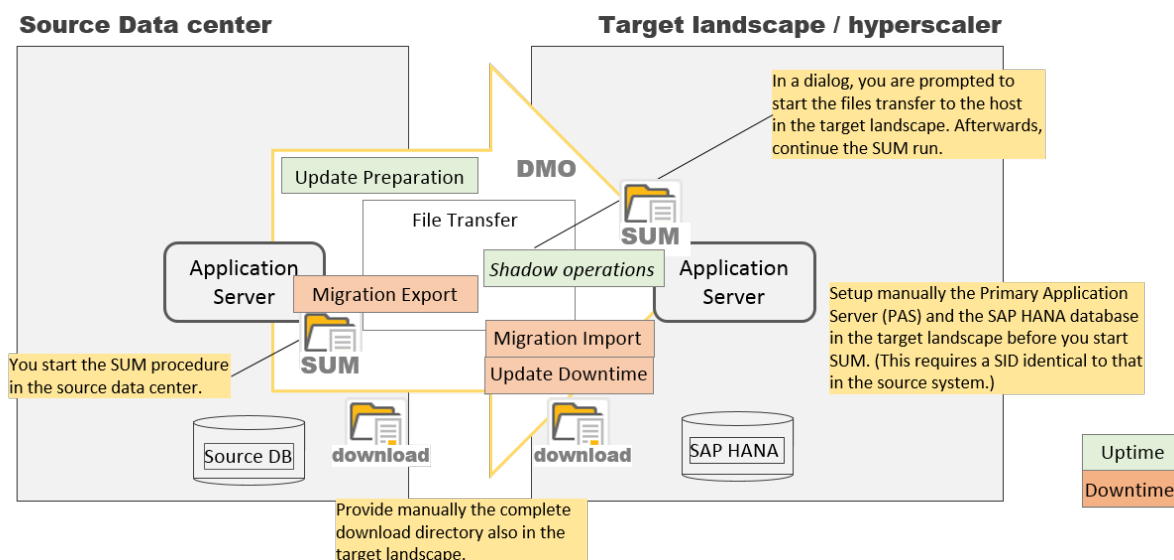 Source Data center
Target landscape / hyperscaler
In a dialog, you are prompted to
start the files transfer to the host
in the target landscape. Afterwards,
continue the SUM run.
DMO
Update Preparation
File Transfer
SUM
Shadow operations
Application
Server
Application
Server
Migration Export
Setup manually the Primary Application
Server (PAS) and the SAP HANA database
in the target landscape before you start
SUM. (This requires a SID identical to that
in the source system.)
Migration Import
SUM
You start the SUM procedure
in the source data center.
Update Downtime
Source DB
download
download
SAP HANA
Uptime
Downtime
Provide manually the complete
download directory also in the
target landscape.